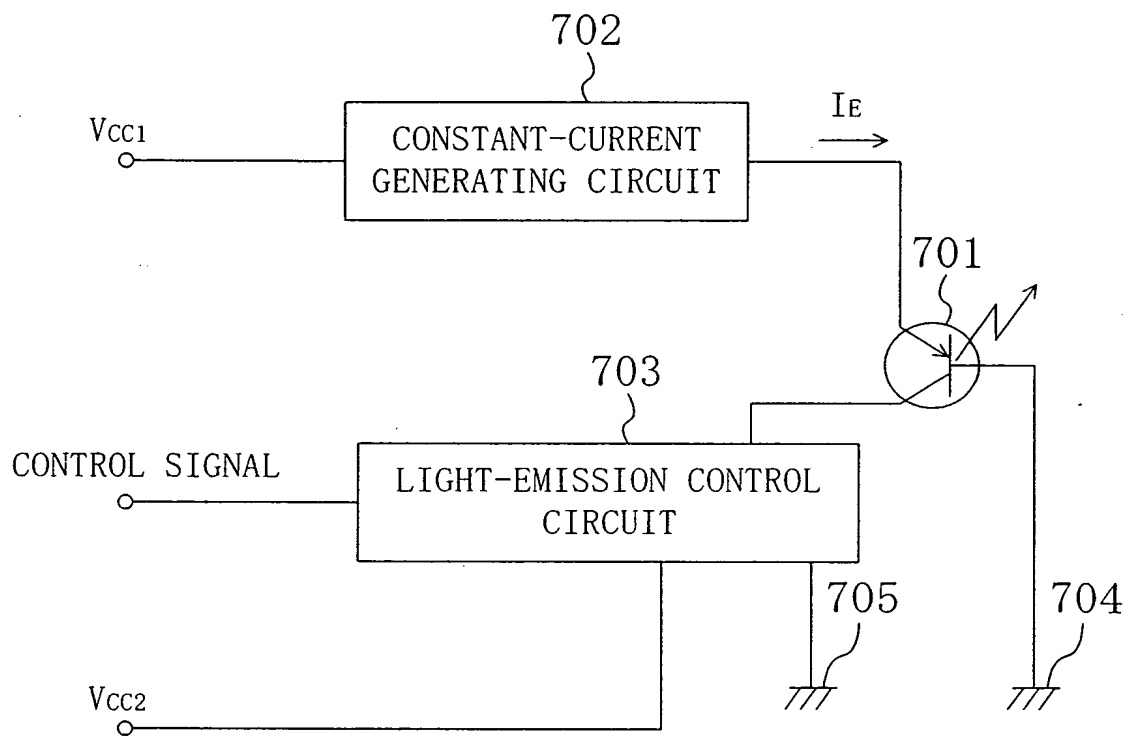 702
VCC1
CONSTANT-CURRENT
GENERATING CIRCUIT
IE
701
703
CONTROL SIGNAL
LIGHT-EMISSION CONTROL
CIRCUIT
705
704
VCC2